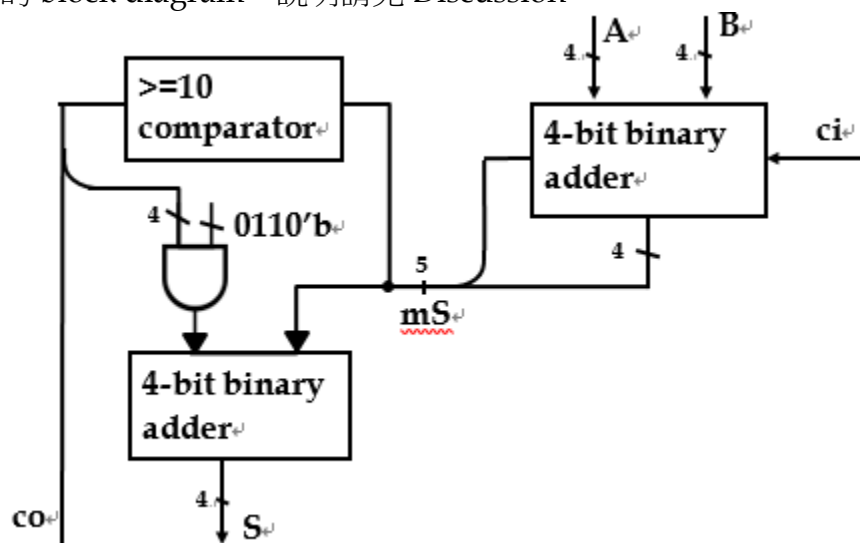 的 block diagram，說明請見 Discussion
A
B
4
4
>=10
comparator
4-bit binary
adder
ci
4
0110'b
4
5
mS
4-bit binary
adder
4
co
S